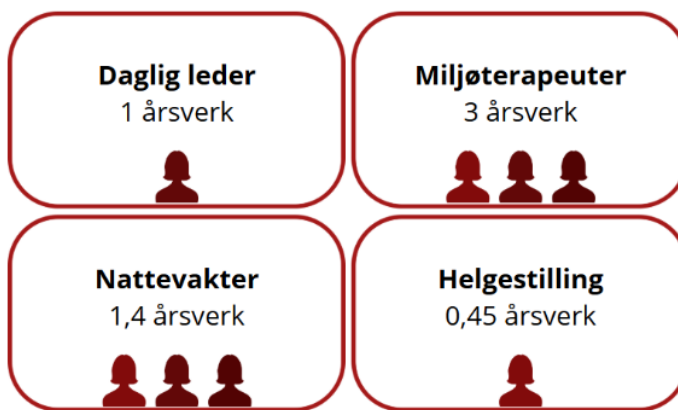 Daglig leder
1 årsverk
Miljøterapeuter
3 årsverk
Nattevakter
1,4 årsverk
Helgestilling
0,45 årsverk